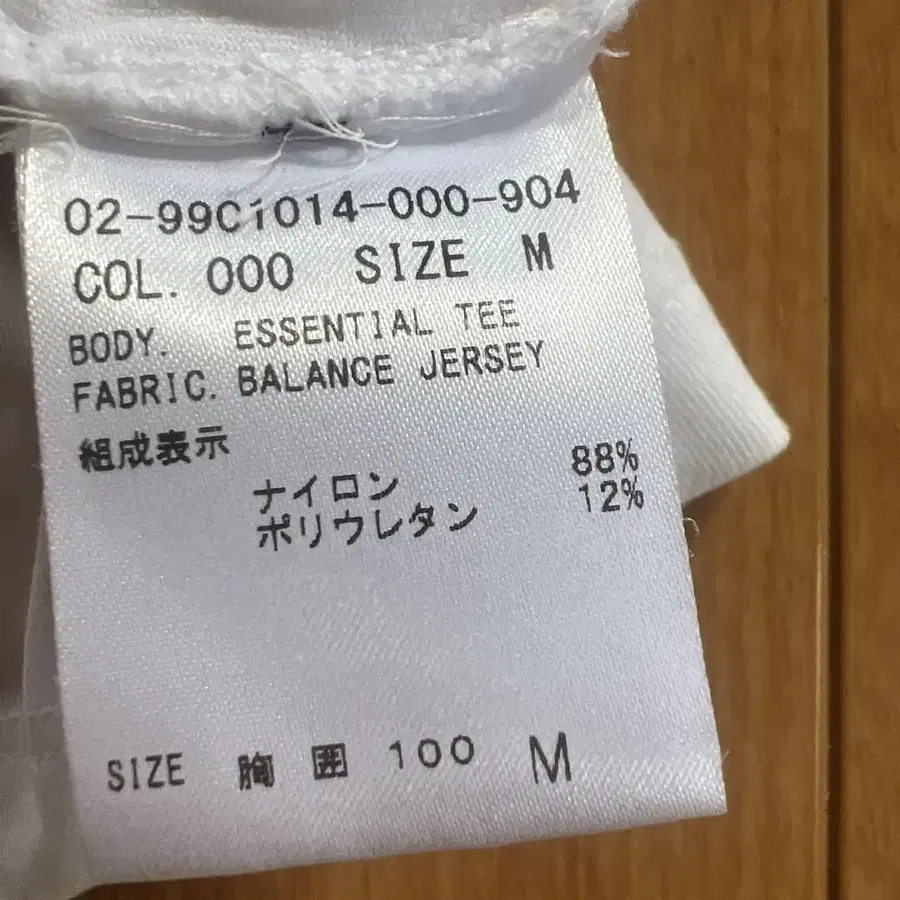 02-99C1014-000-904
COL. 000 SIZE M
BODY. ESSENTIAL TEE
FABRIC. BALANCE JERSEY
組成表示
ナイロン 88%
ポリウレタン 12%
SIZE 胸囲 100 M